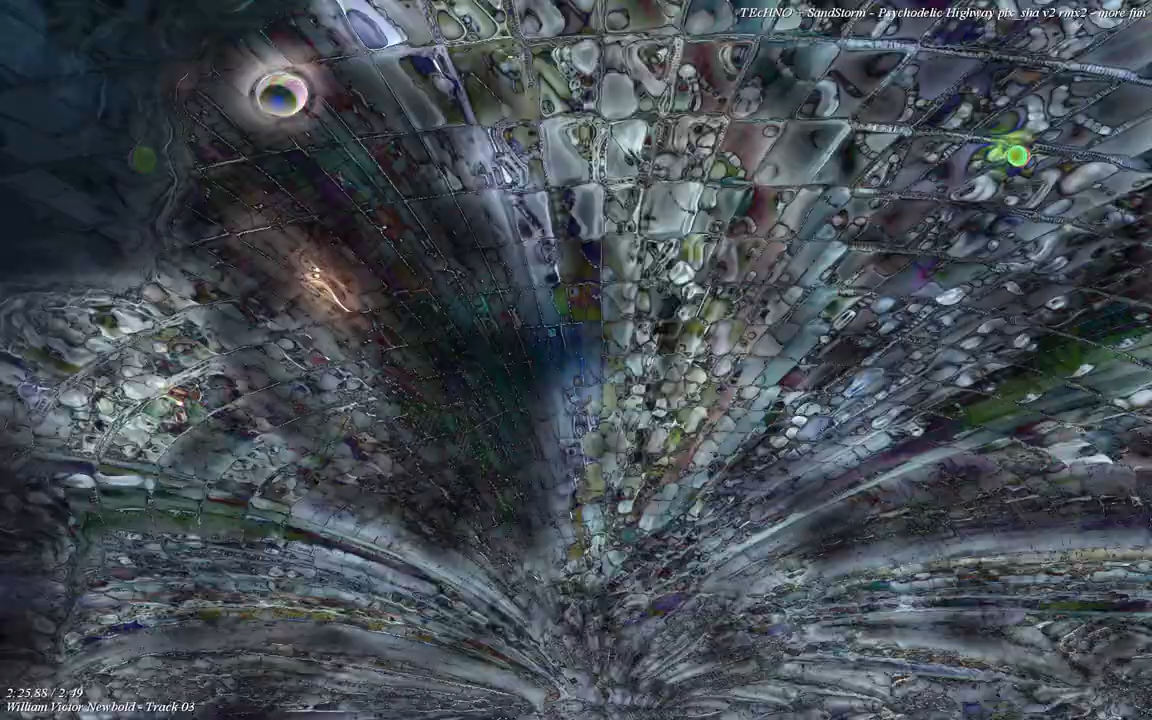 TEcHNO + SandStorm - Psychodelic Highway pix_sha v2 rmx2 - more fun
2:25,88 / 2:49
William Victor Newbold - Track 03